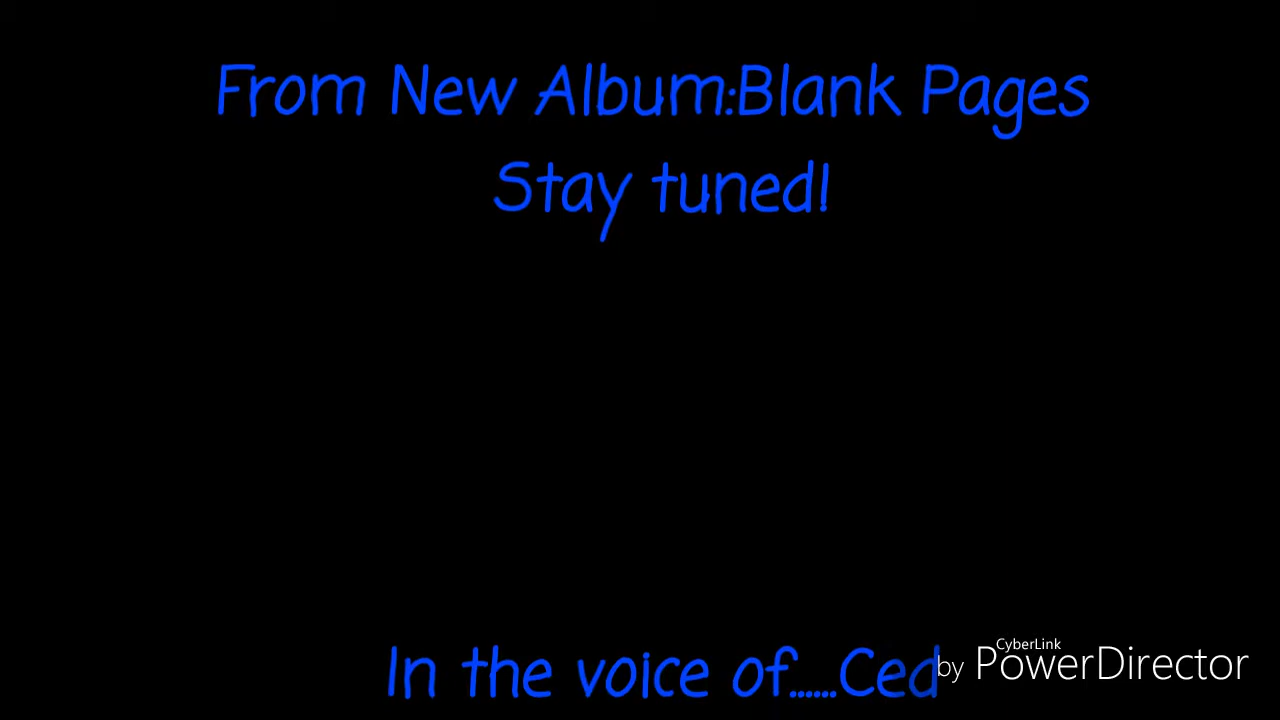 From New Album:Blank Pages
Stay tuned!
In the voice of......Ced
CyberLink
by PowerDirector